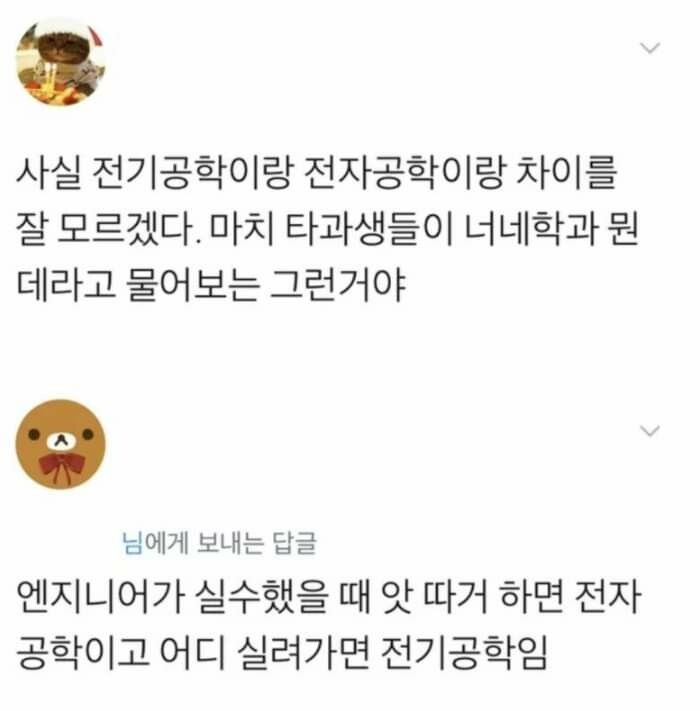 사실 전기공학이랑 전자공학이랑 차이를
잘 모르겠다. 마치 타과생들이 너네학과 뭔
데라고 물어보는 그런거야
님에게 보내는 답글
엔지니어가 실수했을 때 앗 따거 하면 전자
공학이고 어디 실려가면 전기공학임